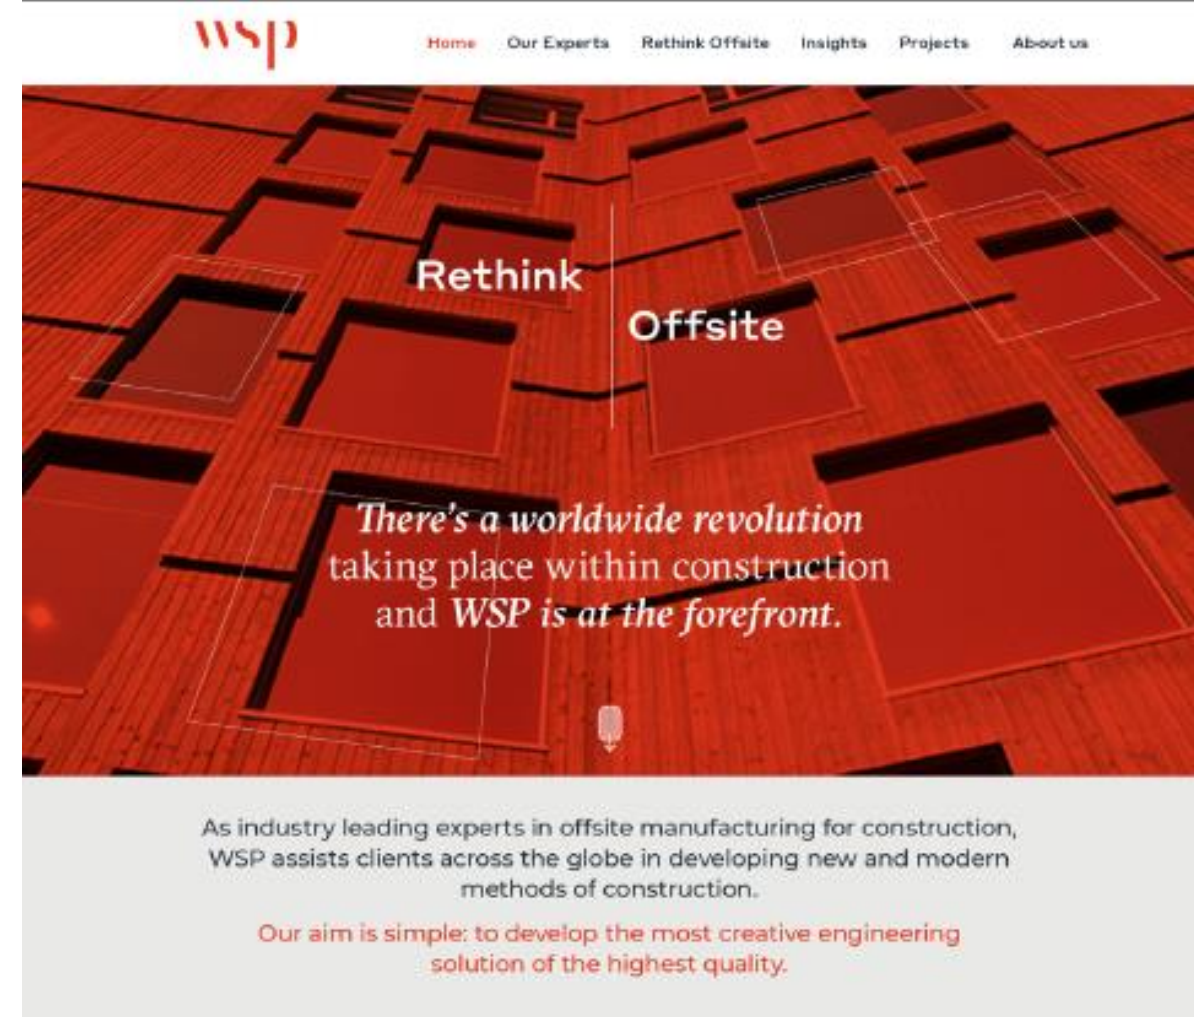 wsp
Home Our Experts Rethink Offsite Insights Projects About us
Rethink
Offsite
There's a worldwide revolution
taking place within construction
and WSP is at the forefront.
As industry leading experts in offsite manufacturing for construction,
WSP assists clients across the globe in developing new and modern
methods of construction.
Our aim is simple: to develop the most creative engineering
solution of the highest quality.